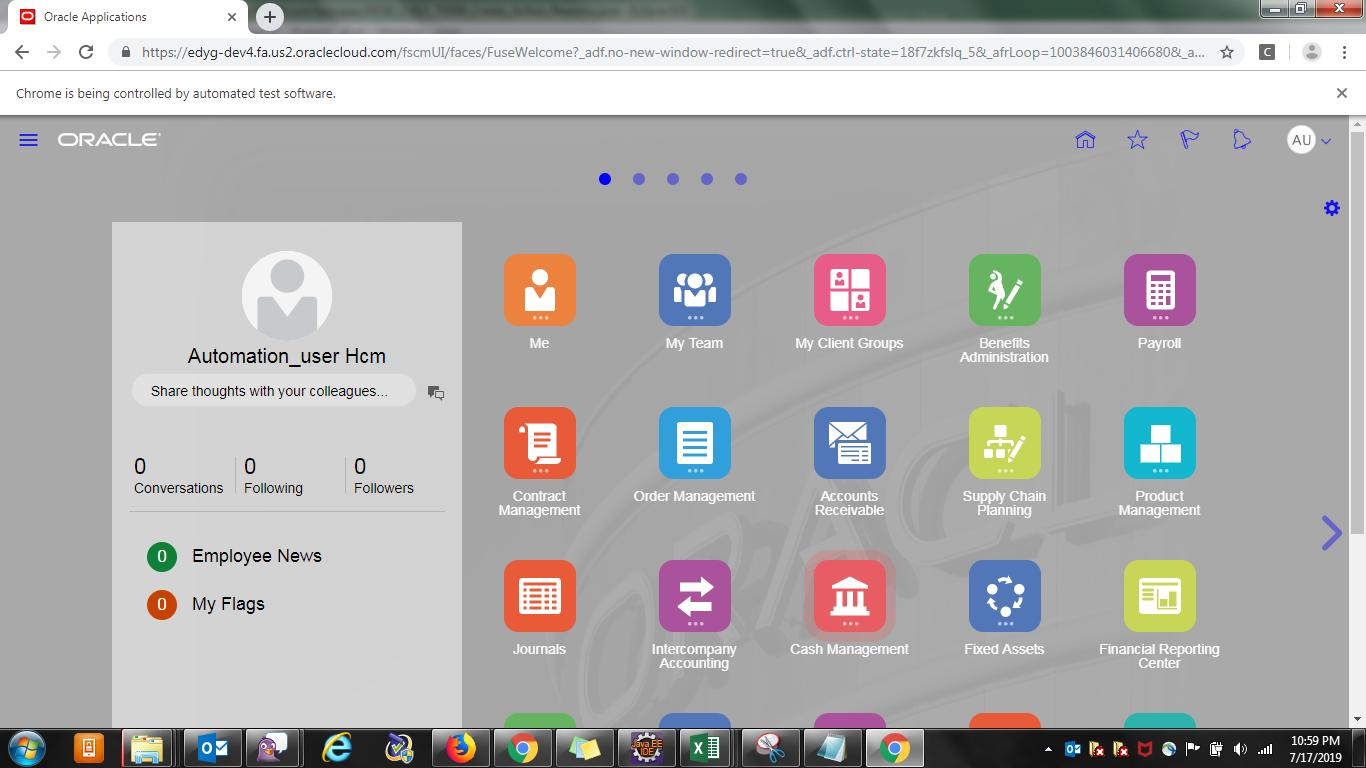 Oracle Applications
https://edyg-dev4.fa.us2.oraclecloud.com/fscmUI/faces/FuseWelcome?_adf.no-new-window-redirect=true&_adf.ctrl-state=18f7zkfslq_5&_afrLoop=1003846031406680&_a...
C
Chrome is being controlled by automated test software.
ORACLE
AU
Automation_user Hcm
Share thoughts with your colleagues...
0 0 0
Conversations Following Followers
0 Employee News
0 My Flags
Me
My Team
My Client Groups
Benefits
Administration
Payroll
Contract
Management
Order Management
Accounts
Receivable
Supply Chain
Planning
Product
Management
Journals
Intercompany
Accounting
Cash Management
Fixed Assets
Financial Reporting
Center
Java EE
IDE
10:59 PM
7/17/2019